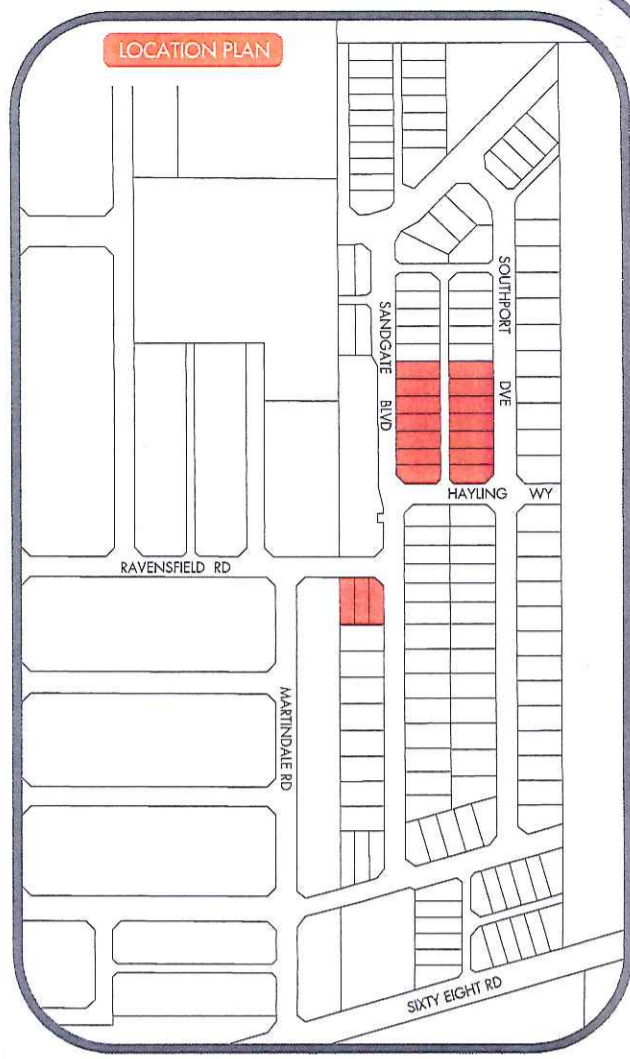 LOCATION PLAN
SOUTHPORT DVE
SANDGATE BLVD
HAYLING WY
RAVENSFIELD RD
MARTINDALE RD
SIXTY EIGHT RD